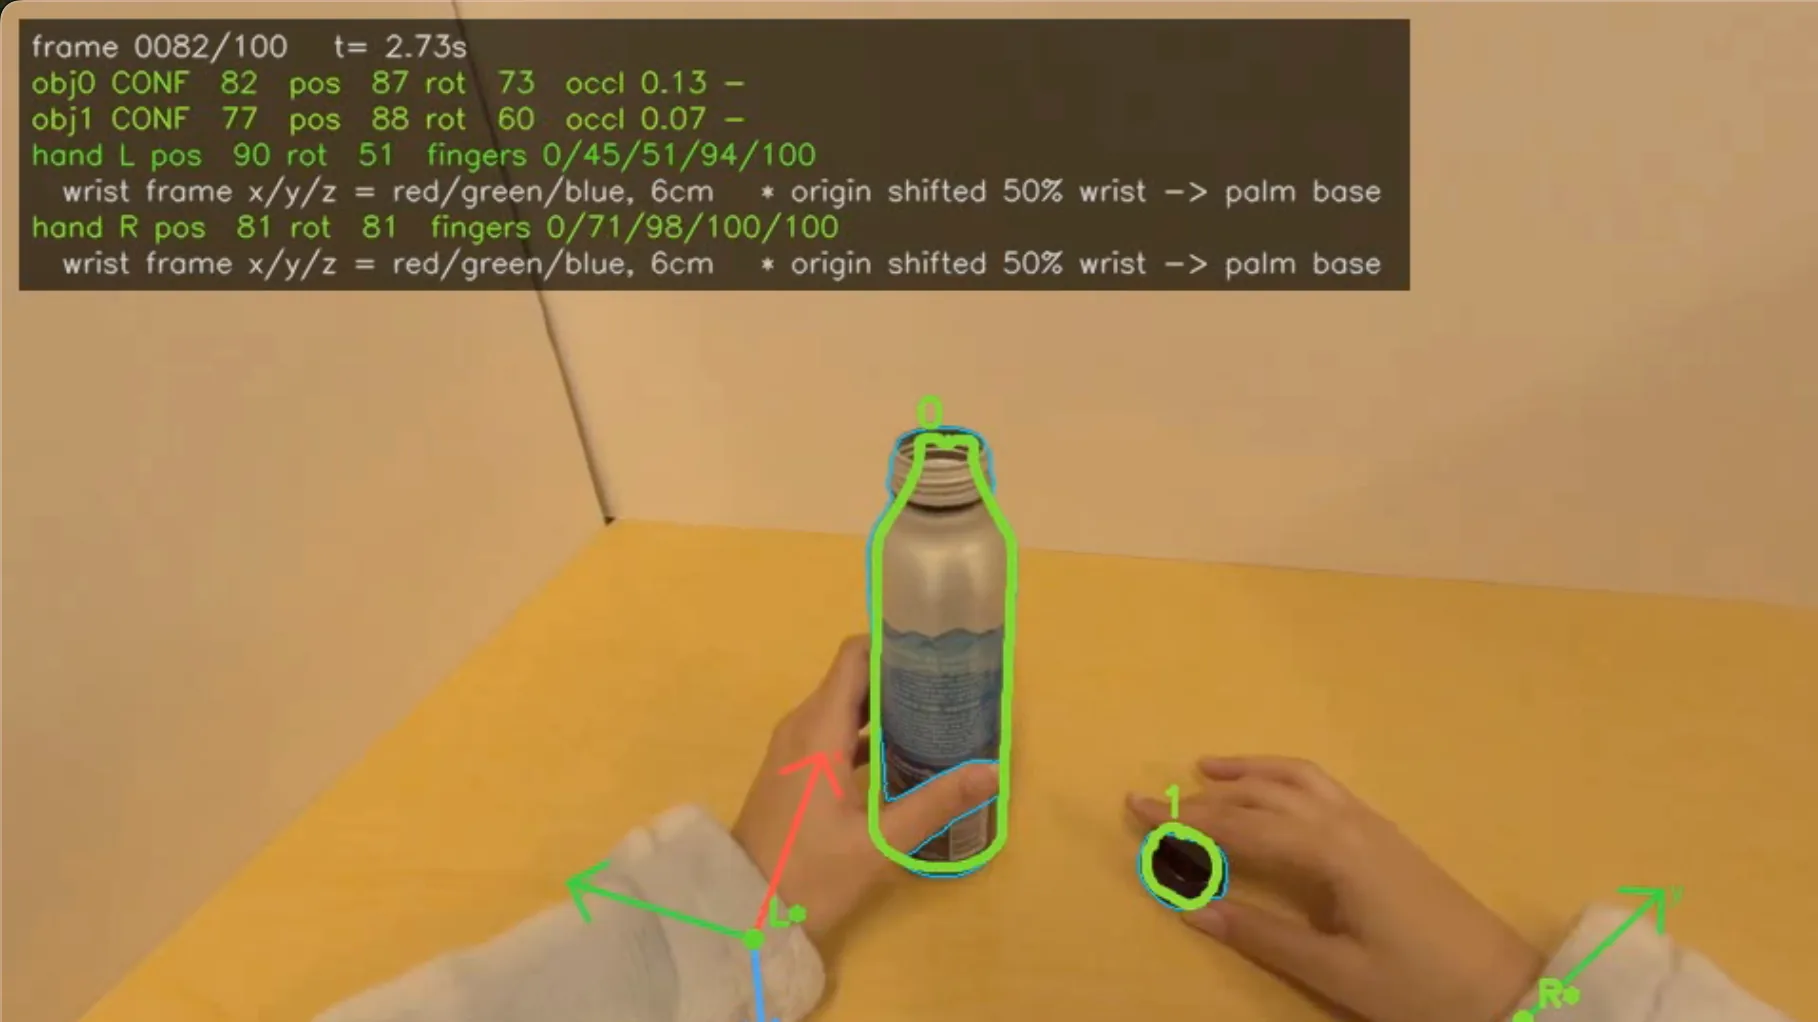 frame 0082/100 t= 2.73s
obj0 CONF 82 pos 87 rot 73 occl 0.13 -
obj1 CONF 77 pos 88 rot 60 occl 0.07 -
hand L pos 90 rot 51 fingers 0/45/51/94/100
wrist frame x/y/z = red/green/blue, 6cm * origin shifted 50% wrist -> palm base
hand R pos 81 rot 81 fingers 0/71/98/100/100
wrist frame x/y/z = red/green/blue, 6cm * origin shifted 50% wrist -> palm base
0
1
y
L*
R*